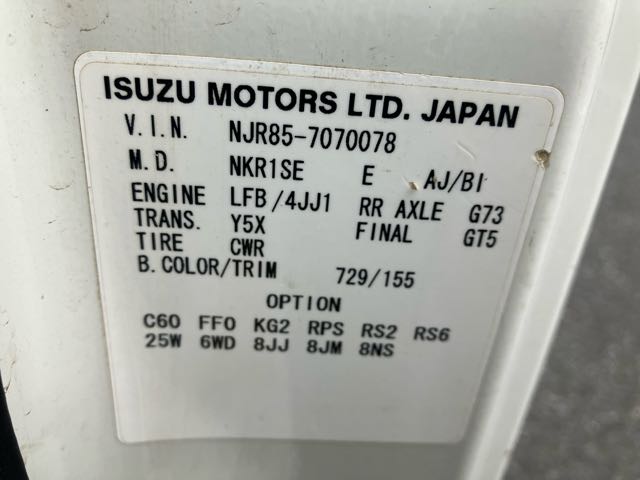 ISUZU MOTORS LTD. JAPAN
V.I.N. NJR85-7070078
M.D. NKR1SE E AJ/BI
ENGINE LFB/4JJ1 RR AXLE G73
TRANS. Y5X FINAL GT5
TIRE CWR
B.COLOR/TRIM 729/155
OPTION
C60 FF0 KG2 RPS RS2 RS6
25W 6WD 8JJ 8JM 8NS